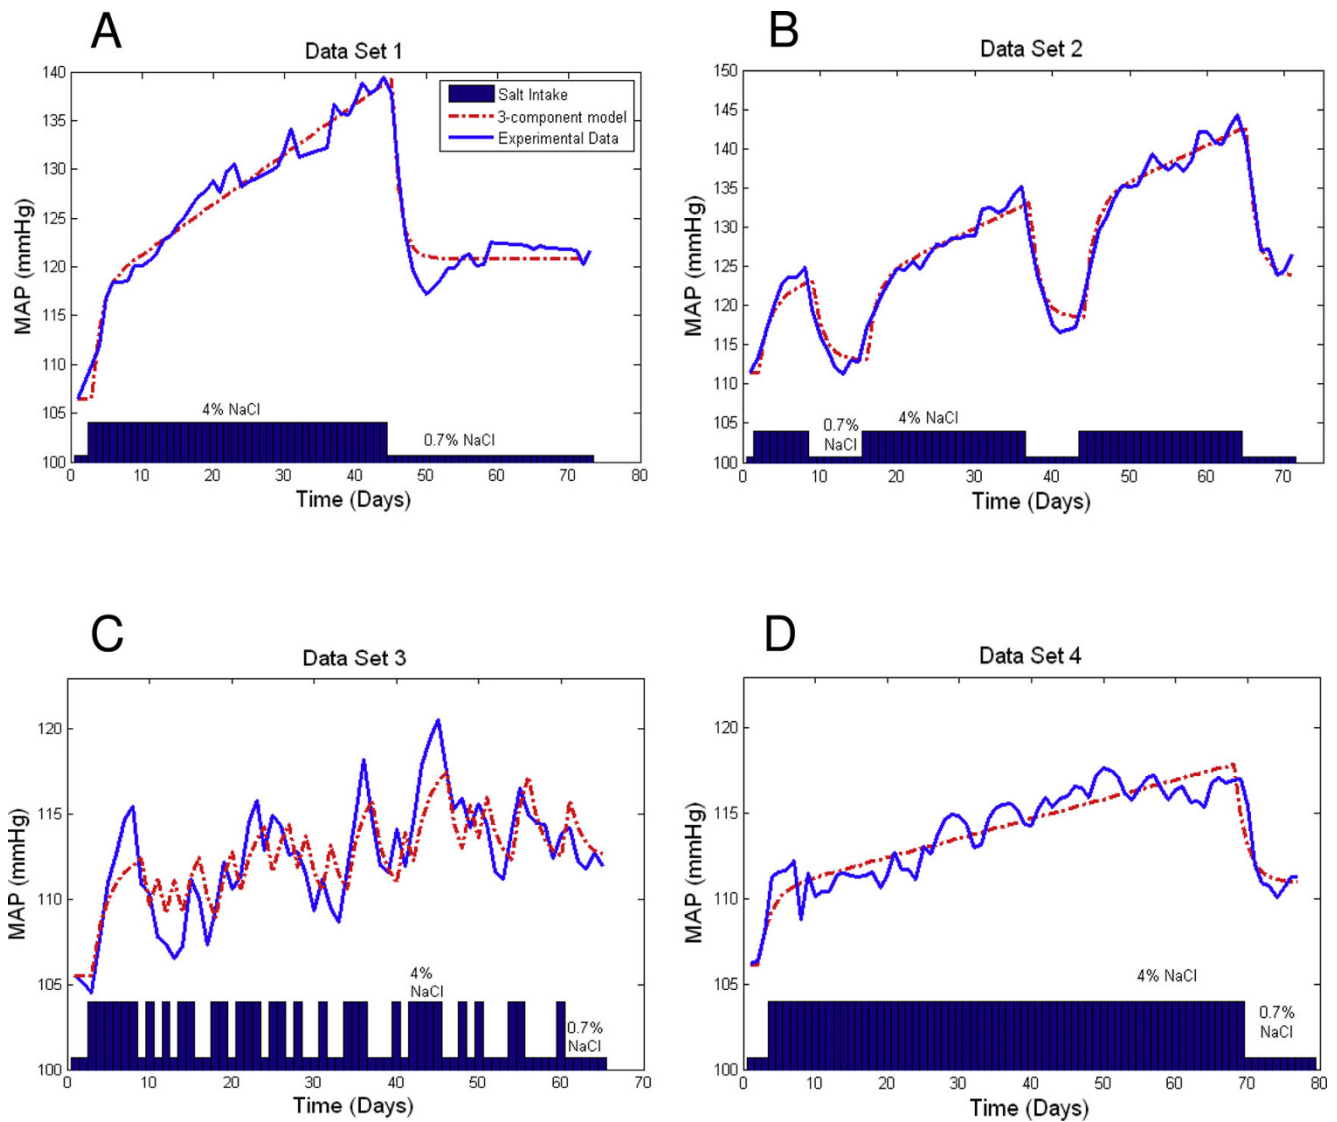 A
Data Set 1
140
135
130
125
120
115
110
105
100
MAP (mmHg)
Salt Intake
3-component model
Experimental Data
4% NaCl
0.7% NaCl
0 10 20 30 40 50 60 70 80
Time (Days)
B
Data Set 2
150
145
140
135
130
125
120
115
110
105
100
MAP (mmHg)
0.7%
NaCl
4% NaCl
0 10 20 30 40 50 60 70
Time (Days)
C
Data Set 3
120
115
110
105
100
MAP (mmHg)
4%
NaCl
0.7%
NaCl
0 10 20 30 40 50 60 70
Time (Days)
D
Data Set 4
120
115
110
105
100
MAP (mmHg)
4% NaCl
0.7%
NaCl
0 10 20 30 40 50 60 70 80
Time (Days)